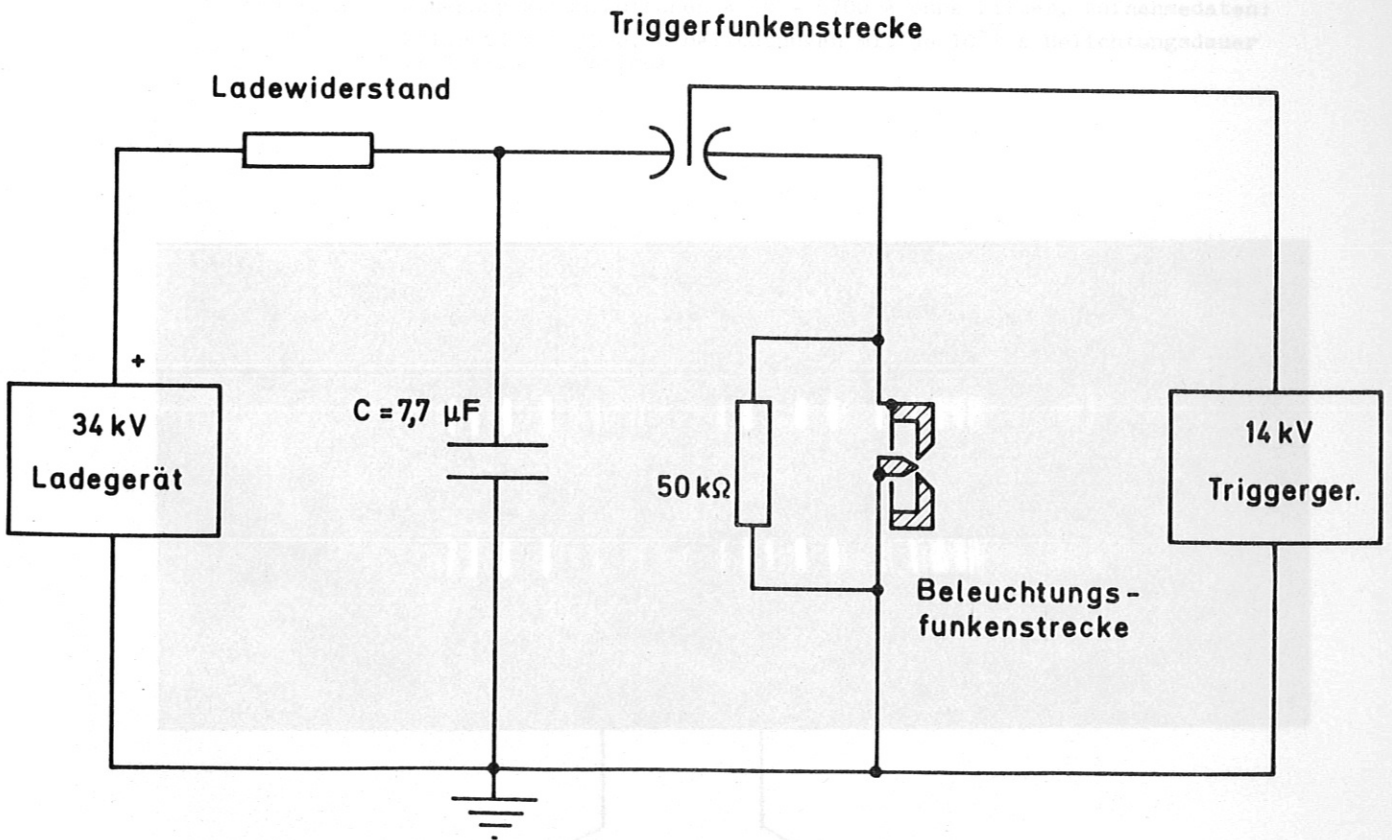 Triggerfunkenstrecke
Ladewiderstand
+
34 kV
Ladegerät
C = 7,7 µF
50 kΩ
14 kV
Triggerger.
Beleuchtungs-
funkenstrecke